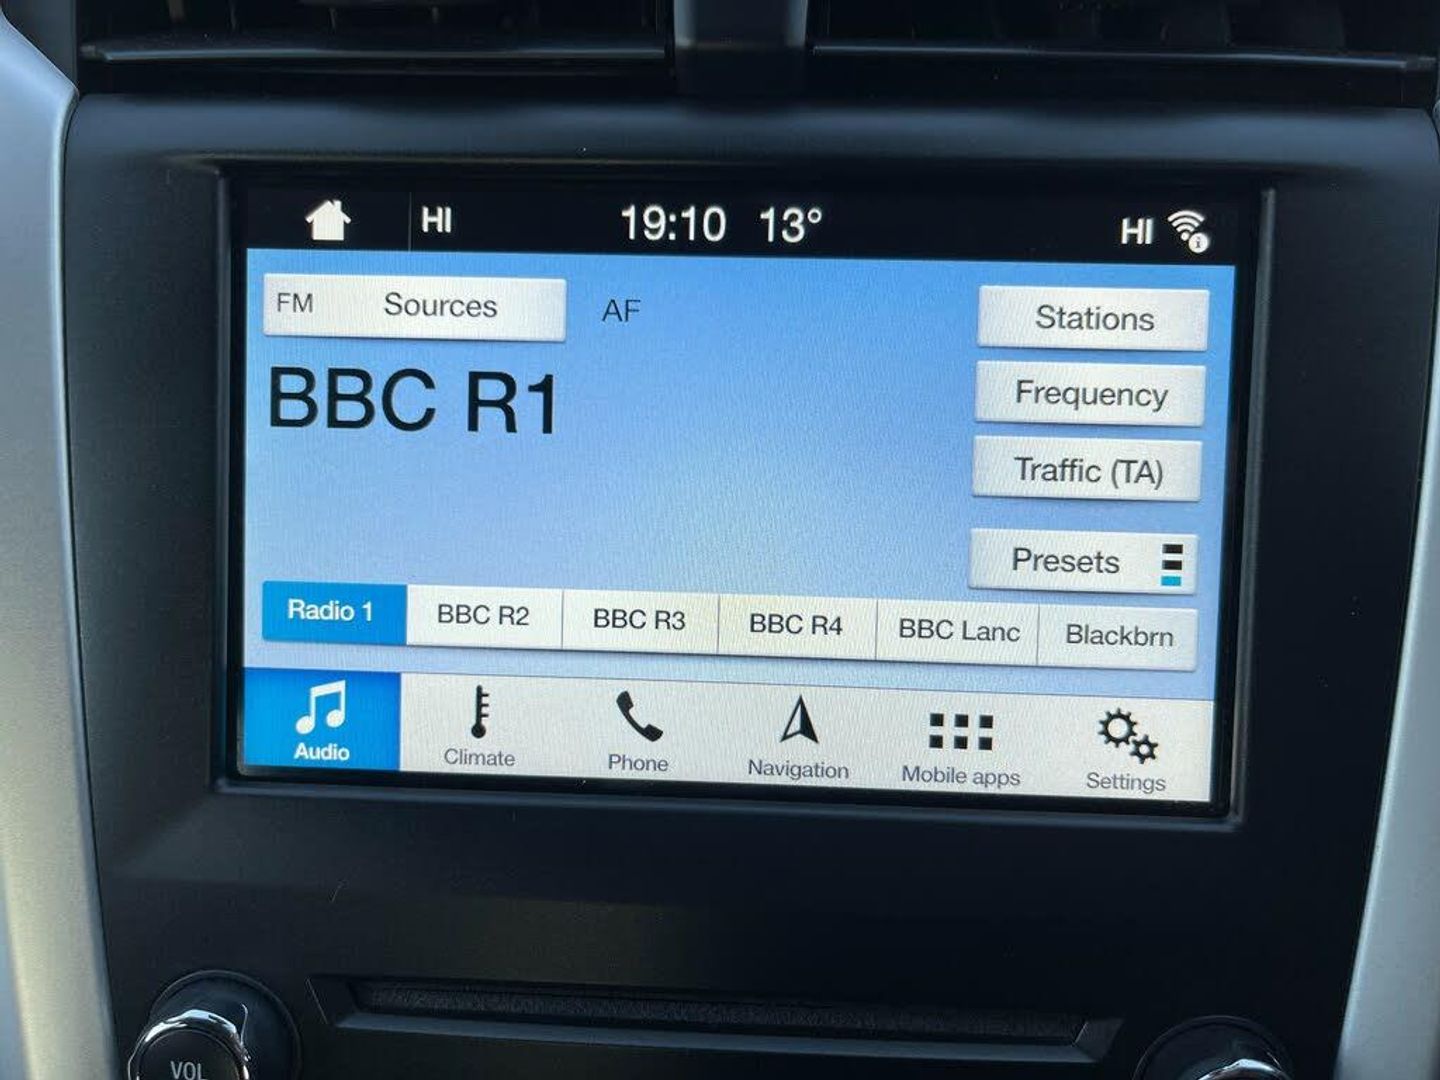 HI 19:10 13° HI
FM Sources AF Stations
BBC R1
Frequency
Traffic (TA)
Presets
Radio 1 BBC R2 BBC R3 BBC R4 BBC Lanc Blackbrn
Audio Climate Phone Navigation Mobile apps Settings
VOL